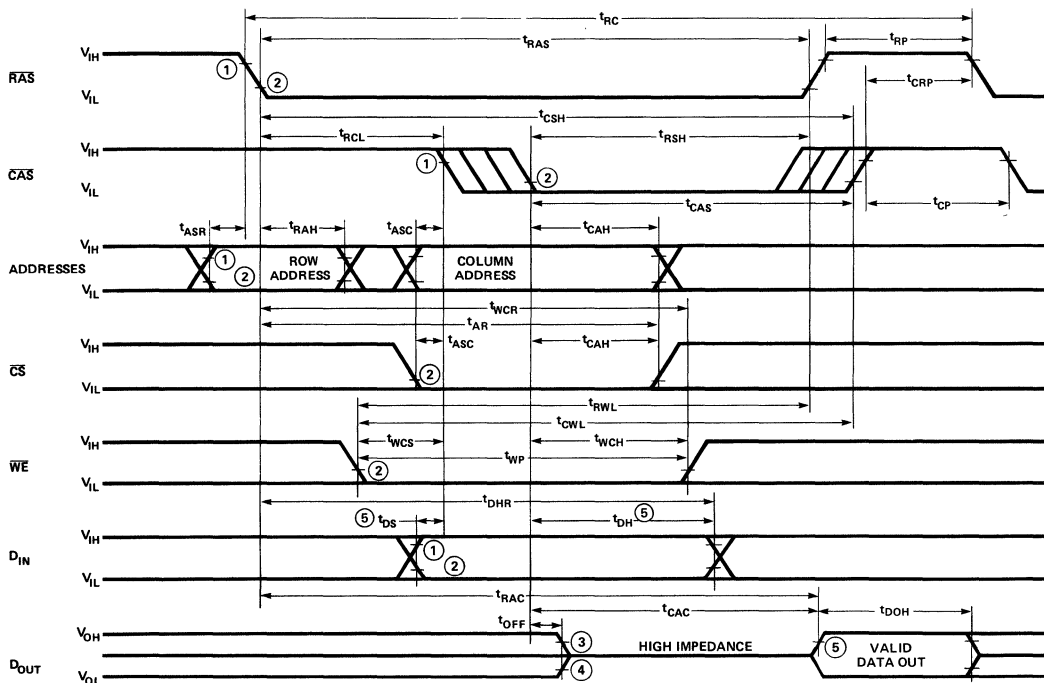 tRC
tRAS
tRP
VIH
RAS
1
2
VIL
tCRP
tCSH
tRCL
tRSH
VIH
1
CAS
2
VIL
tCAS
tCP
tASR
tRAH
tASC
tCAH
VIH
ADDRESSES
1
2
ROW
ADDRESS
COLUMN
ADDRESS
VIL
tWCR
tAR
tASC
tCAH
VIH
CS
2
VIL
tRWL
tCWL
tWCS
tWCH
VIH
tWP
WE
2
VIL
tDHR
5 tDS
tDH 5
VIH
DIN
1
2
VIL
tRAC
tCAC
tOFF
tDOH
VOH
3
HIGH IMPEDANCE
5
VALID
DATA OUT
DOUT
4
VOL